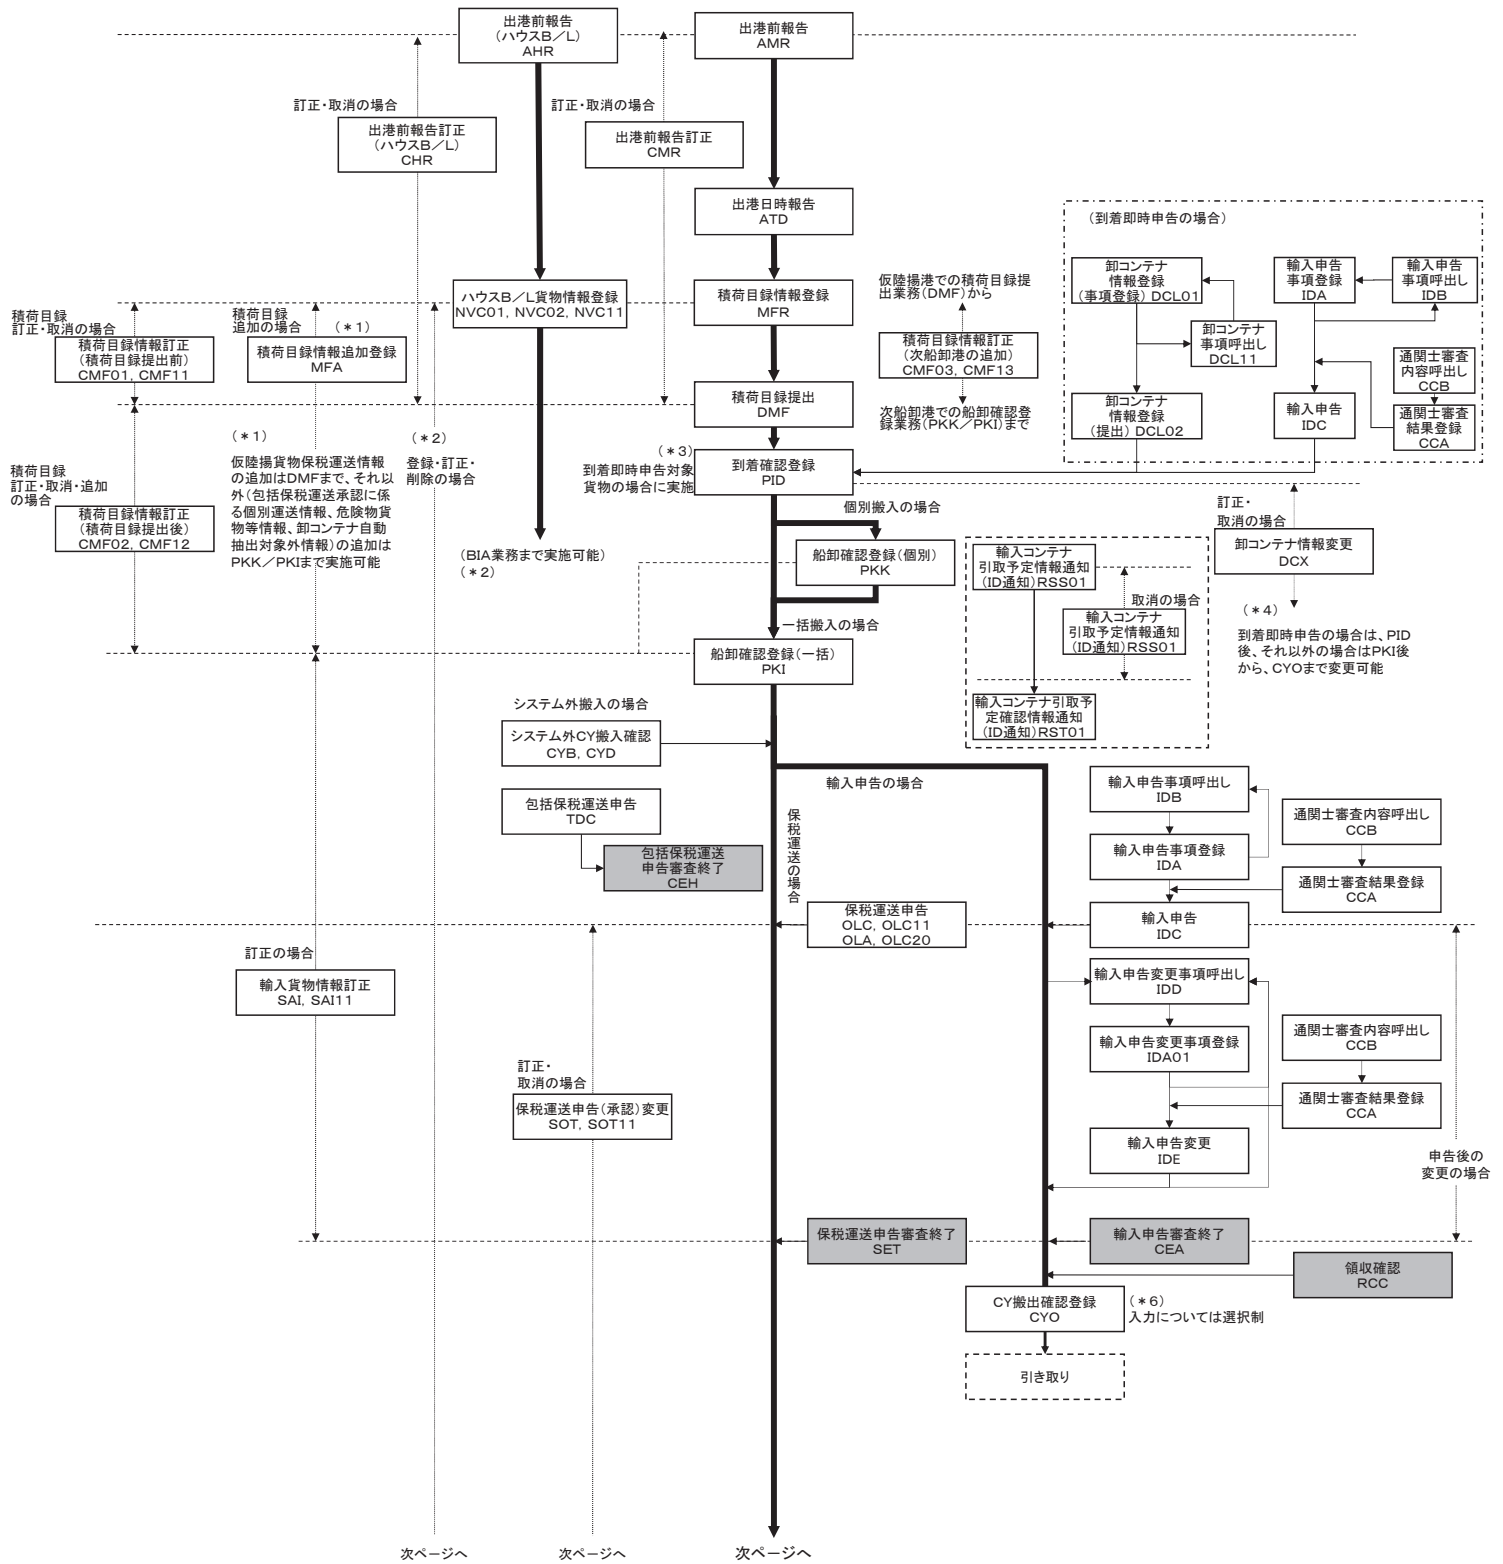 出港前報告
（ハウスB／L）
AHR
出港前報告
AMR
訂正・取消の場合
出港前報告訂正
（ハウスB／L）
CHR
訂正・取消の場合
出港前報告訂正
CMR
出港日時報告
ATD
（到着即時申告の場合）
卸コンテナ
情報登録
（事項登録）DCL01
輸入申告
事項登録
IDA
輸入申告
事項呼出し
IDB
卸コンテナ
事項呼出し
DCL11
通関士審査
内容呼出し
CCB
卸コンテナ
情報登録
（提出）DCL02
輸入申告
IDC
通関士審査
結果登録
CCA
ハウスB／L貨物情報登録
NVC01, NVC02, NVC11
積荷目録情報登録
MFR
仮陸揚港での積荷目録提
出業務（DMF）から
積荷目録
訂正・取消の場合
積荷目録
追加の場合　（＊1）
積荷目録情報訂正
（積荷目録提出前）
CMF01, CMF11
積荷目録情報追加登録
MFA
積荷目録情報訂正
（次船卸港の追加）
CMF03, CMF13
積荷目録提出
DMF
次船卸港での船卸確認登
録業務（PKK／PKI）まで
（＊1）
仮陸揚貨物保税運送情報
の追加はDMFまで、それ以
外（包括保税運送承認に係
る個別運送情報、危険物貨
物等情報、卸コンテナ自動
抽出対象外情報）の追加は
PKK／PKIまで実施可能
（＊2）
登録・訂正・
削除の場合
（＊3）
到着即時申告対象
貨物の場合に実施
到着確認登録
PID
積荷目録
訂正・取消・追加
の場合
積荷目録情報訂正
（積荷目録提出後）
CMF02, CMF12
（BIA業務まで実施可能）
（＊2）
個別搬入の場合
船卸確認登録（個別）
PKK
一括搬入の場合
船卸確認登録（一括）
PKI
輸入コンテナ
引取予定情報通知
（ID通知）RSS01
取消の場合
輸入コンテナ
引取予定情報通知
（ID通知）RSS01
輸入コンテナ引取予
定確認情報通知
（ID通知）RST01
訂正・
取消の場合
卸コンテナ情報変更
DCX
（＊4）
到着即時申告の場合は、PID
後、それ以外の場合はPKI後
から、CYOまで変更可能
システム外搬入の場合
システム外CY搬入確認
CYB, CYD
包括保税運送申告
TDC
包括保税運送
申告審査終了
CEH
保税運送の場合
輸入申告の場合
輸入申告事項呼出し
IDB
通関士審査内容呼出し
CCB
輸入申告事項登録
IDA
通関士審査結果登録
CCA
保税運送申告
OLC, OLC11
OLA, OLC20
輸入申告
IDC
訂正の場合
輸入貨物情報訂正
SAI, SAI11
輸入申告変更事項呼出し
IDD
通関士審査内容呼出し
CCB
輸入申告変更事項登録
IDA01
通関士審査結果登録
CCA
訂正・
取消の場合
保税運送申告（承認）変更
SOT, SOT11
輸入申告変更
IDE
申告後の
変更の場合
保税運送申告審査終了
SET
輸入申告審査終了
CEA
領収確認
RCC
CY搬出確認登録
CYO
（＊6）
入力については選択制
引き取り
次ページへ
次ページへ
次ページへ